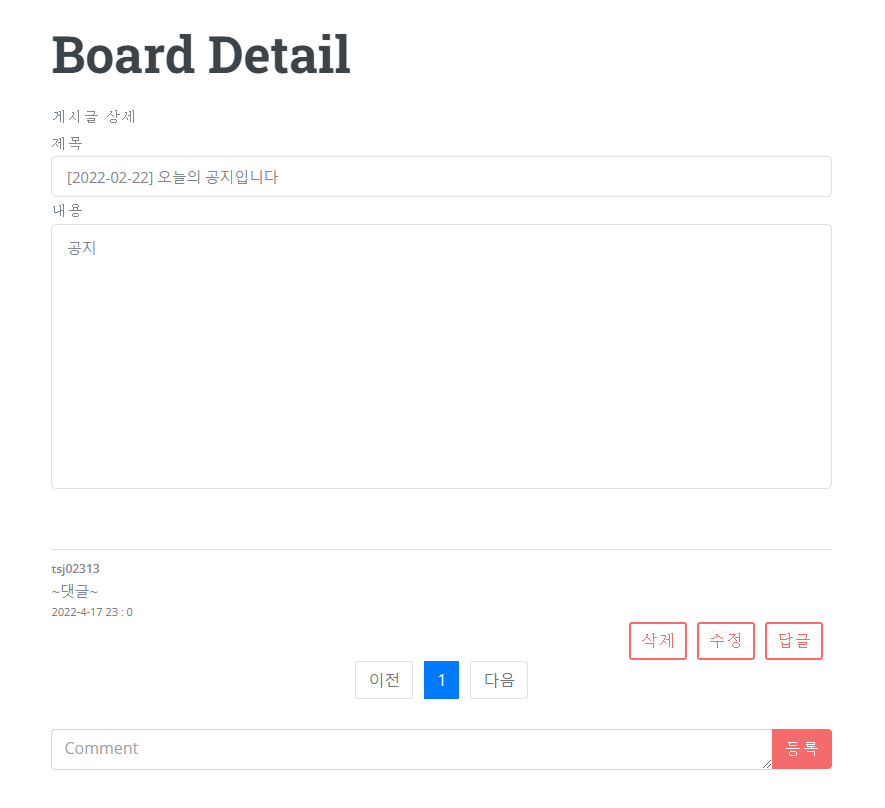 Board Detail
게시글 상세
제목
[2022-02-22] 오늘의 공지입니다
내용
공지
tsj02313
~댓글~
2022-4-17 23 : 0
삭제 수정 답글
이전 1 다음
Comment 등록